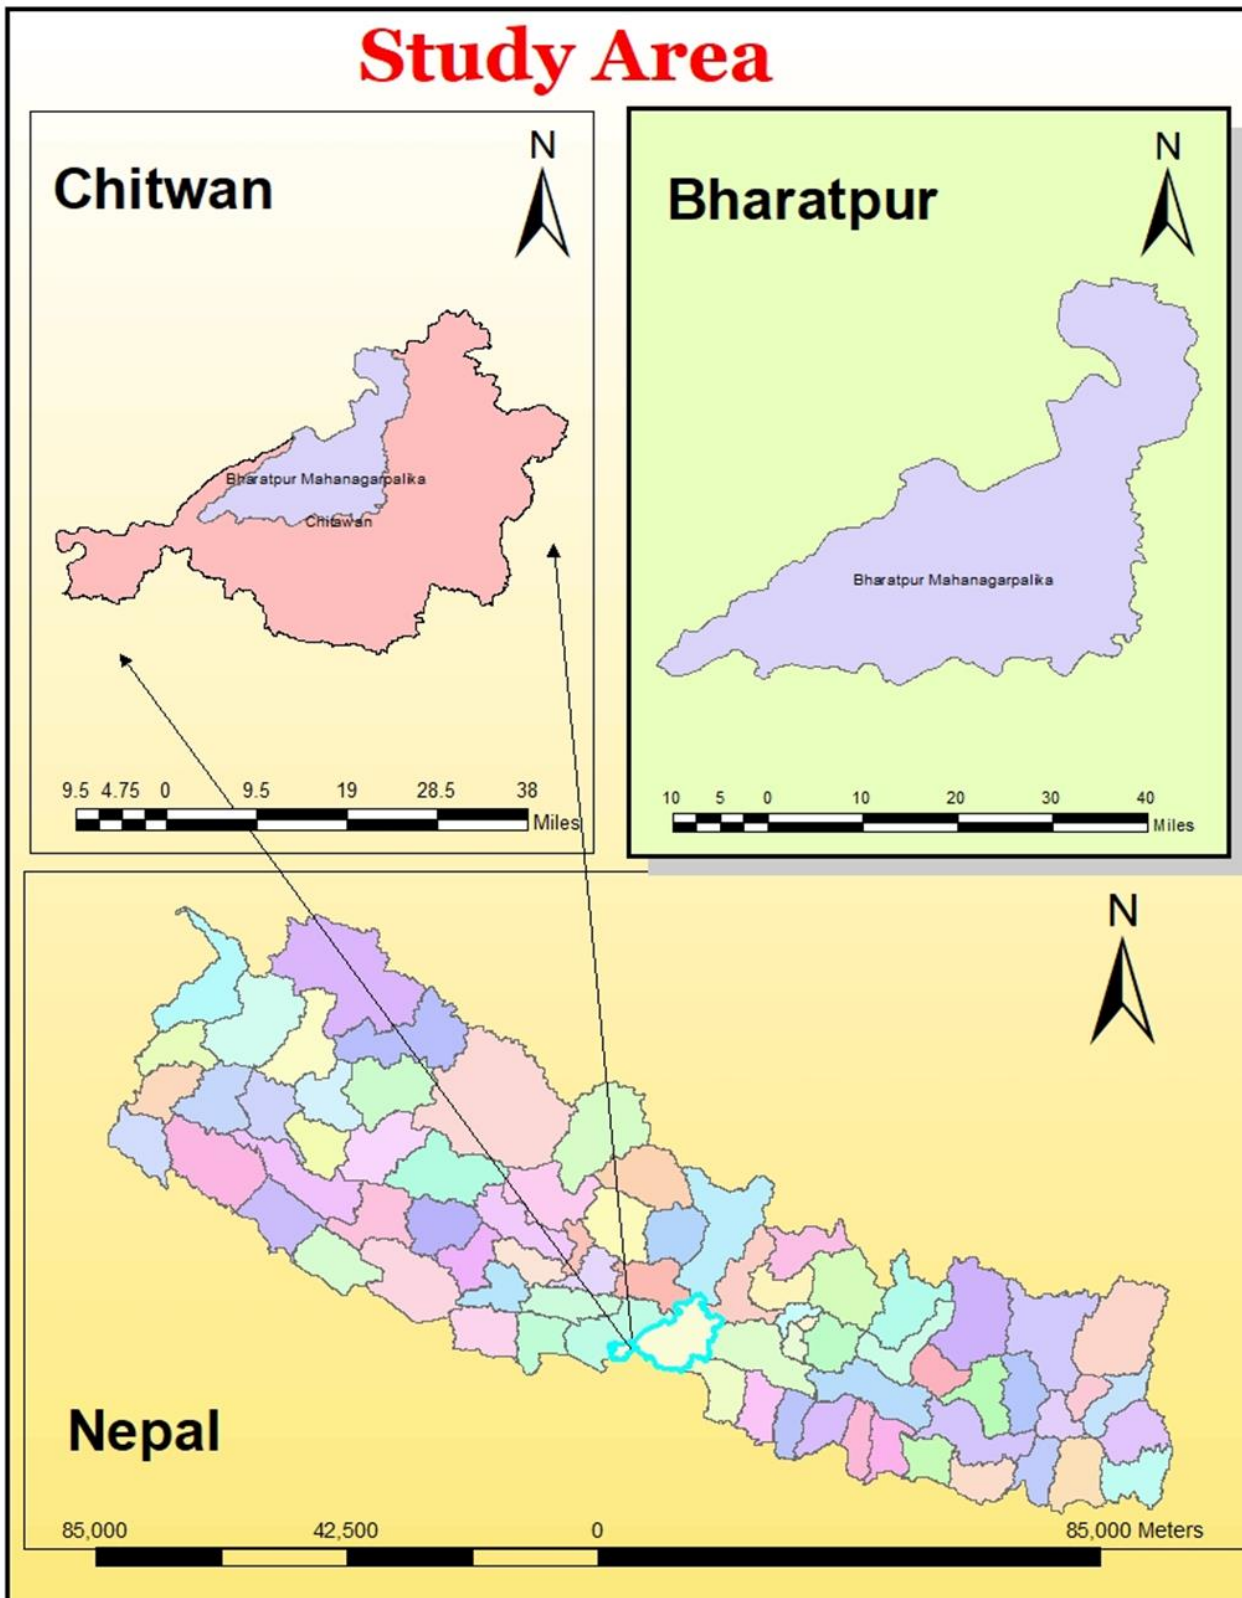 Study Area
Chitwan
N
Bharatpur Mahanagarpalika
Chitawan
9.5 4.75 0 9.5 19 28.5 38
Miles
Bharatpur
N
Bharatpur Mahanagarpalika
10 5 0 10 20 30 40
Miles
N
Nepal
85,000 42,500 0 85,000 Meters